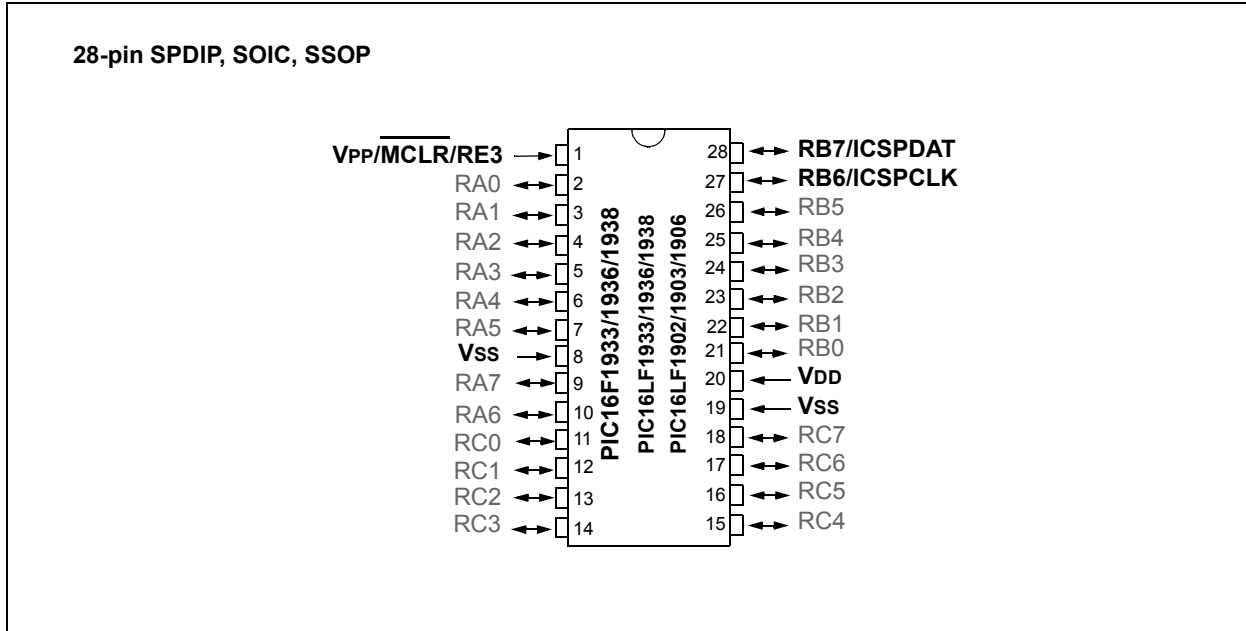 28-pin SPDIP, SOIC, SSOP
VPP/MCLR/RE3 1 28 RB7/ICSPDAT
RA0 2 27 RB6/ICSPCLK
RA1 3 26 RB5
RA2 4 25 RB4
RA3 5 24 RB3
RA4 6 23 RB2
RA5 7 22 RB1
VSS 8 21 RB0
RA7 9 20 VDD
RA6 10 19 VSS
RC0 11 18 RC7
RC1 12 17 RC6
RC2 13 16 RC5
RC3 14 15 RC4
PIC16F1933/1936/1938
PIC16LF1933/1936/1938
PIC16LF1902/1903/1906